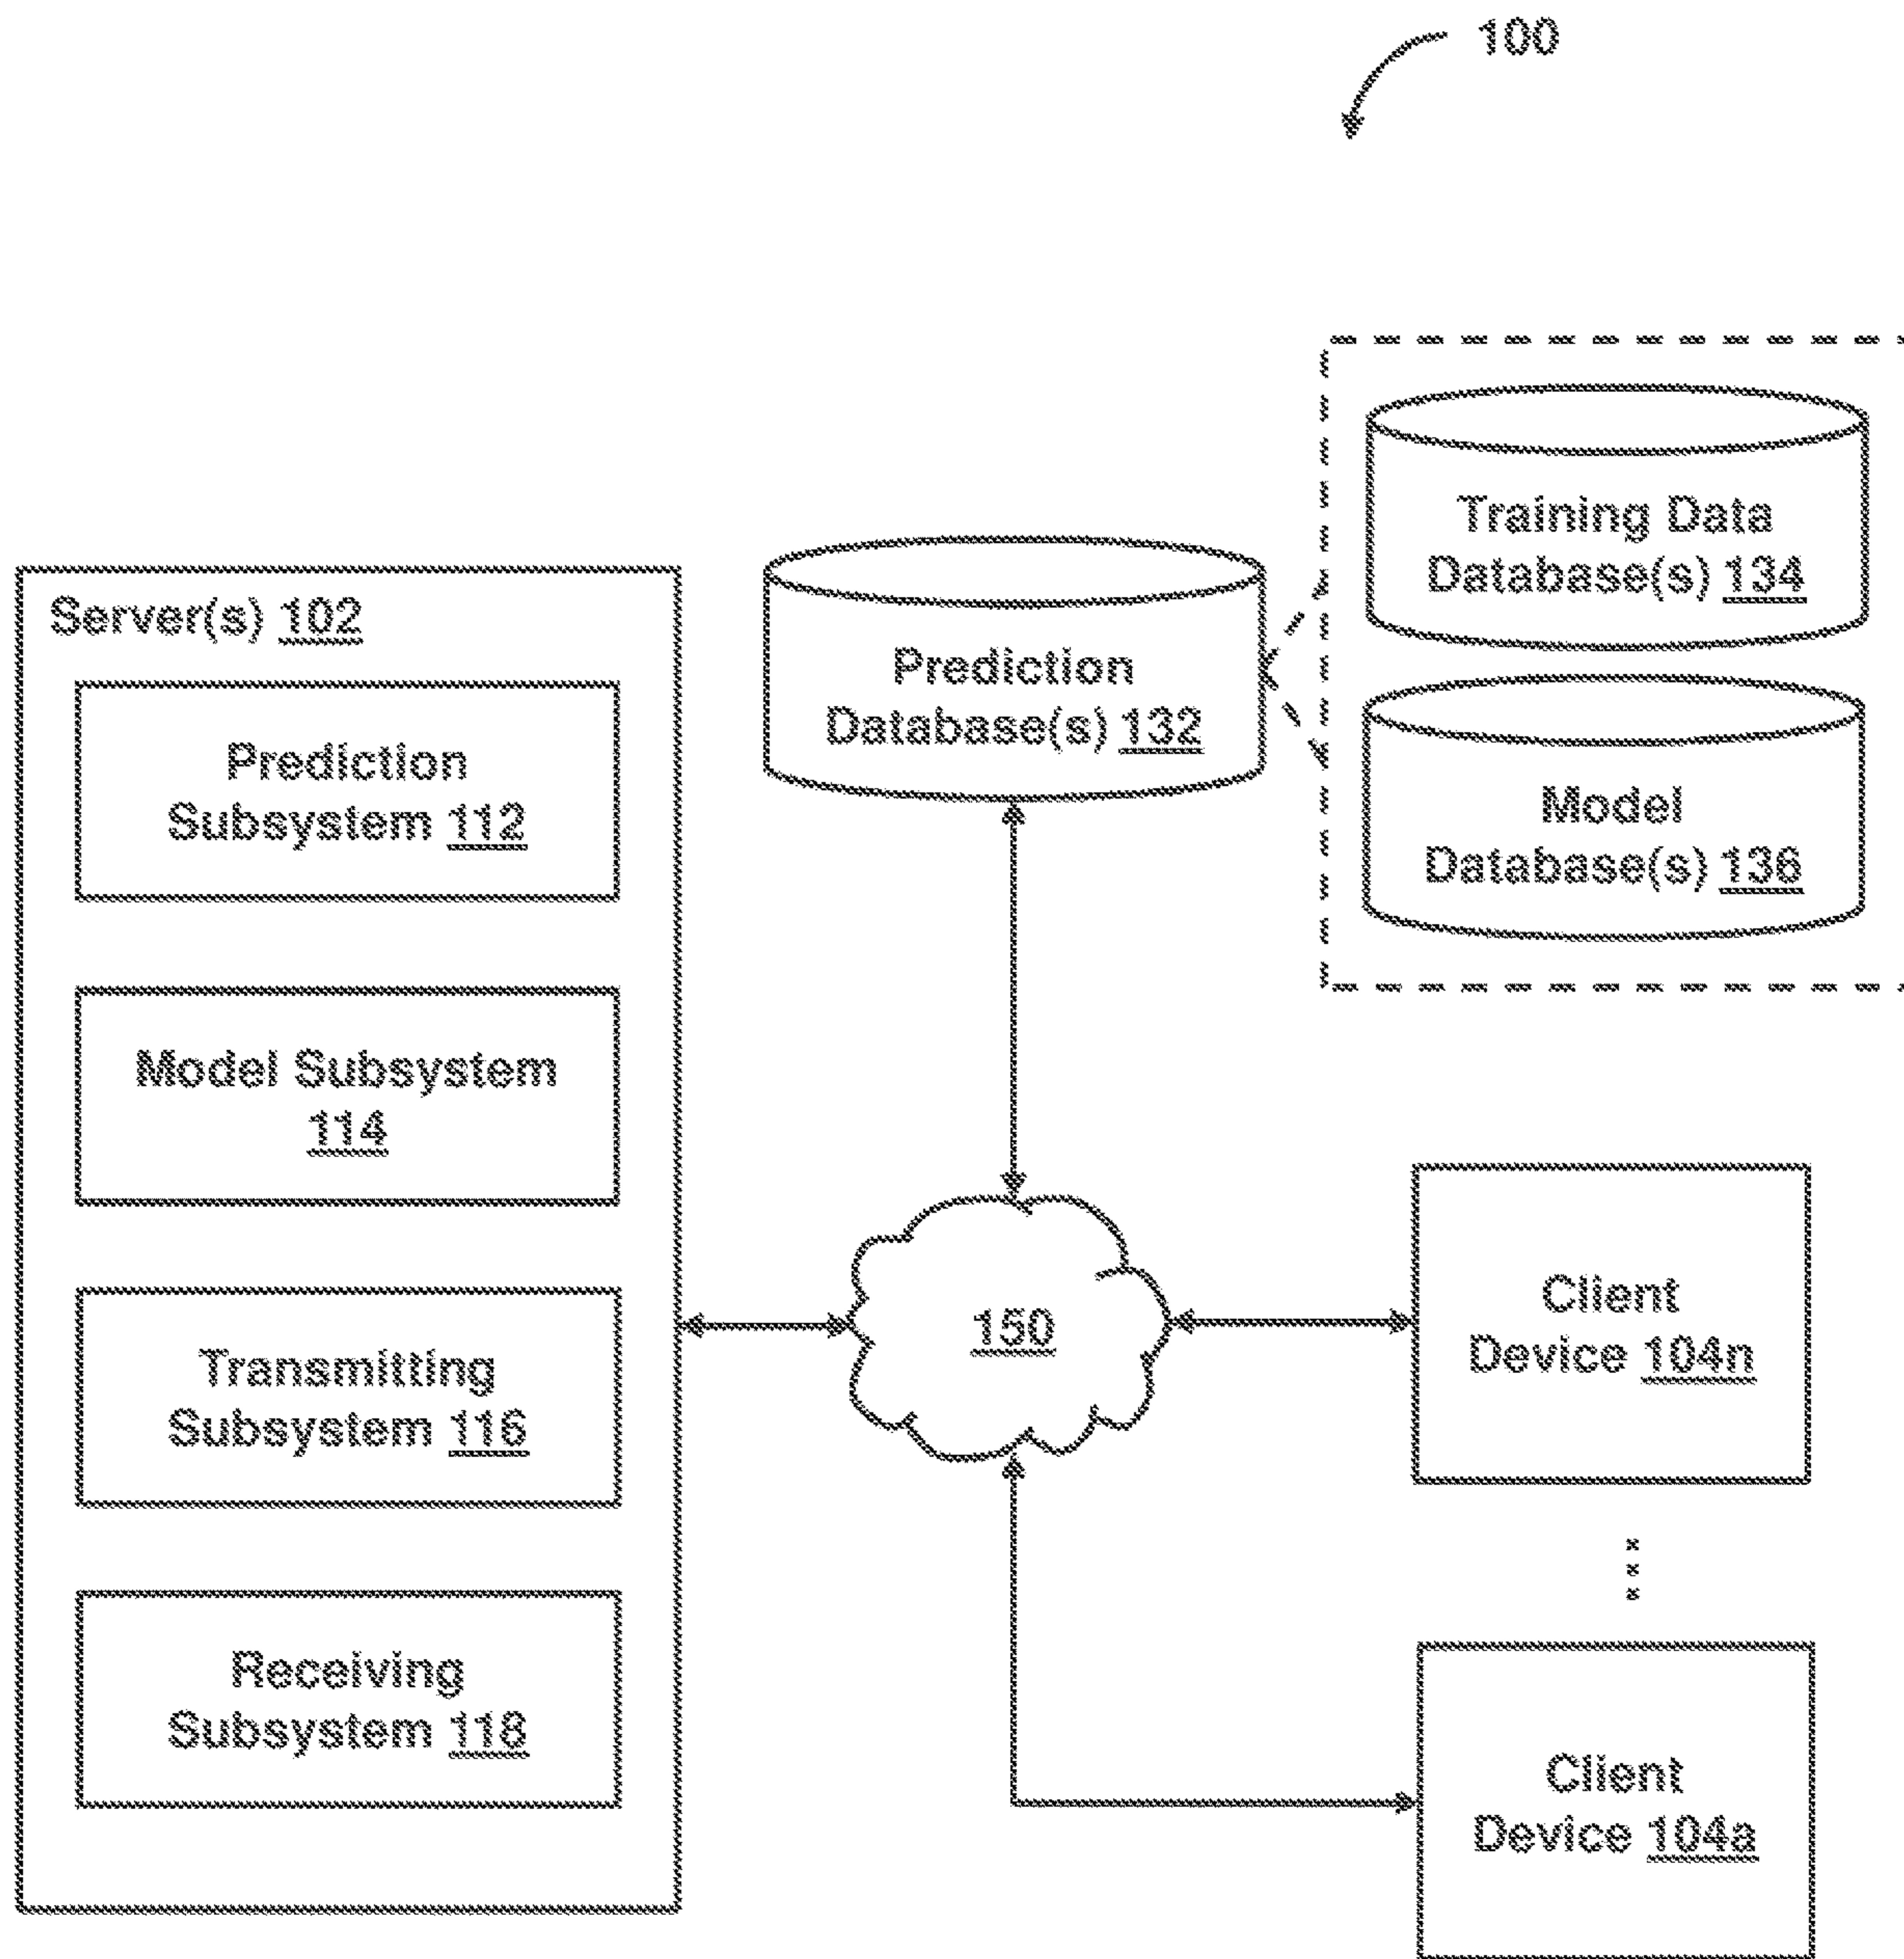 100
Server(s) 102
Prediction
Subsystem 112
Model Subsystem
114
Transmitting
Subsystem 116
Receiving
Subsystem 118
Prediction
Database(s) 132
Training Data
Database(s) 134
Model
Database(s) 136
150
Client
Device 104n
Client
Device 104a